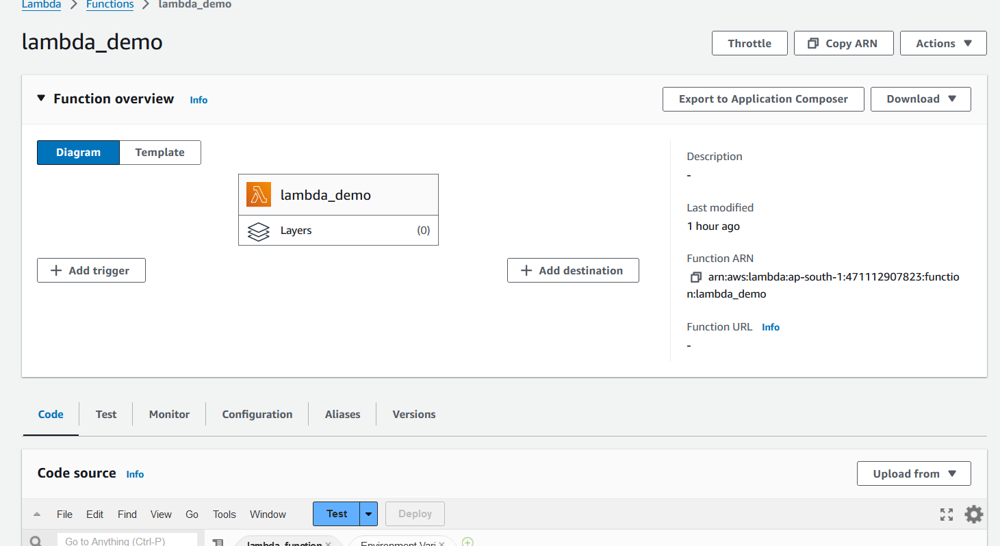 Lambda > Functions > lambda_demo
lambda_demo
Throttle
Copy ARN
Actions
Function overview Info
Export to Application Composer
Download
Diagram
Template
lambda_demo
Layers (0)
+ Add trigger
+ Add destination
Description
-
Last modified
1 hour ago
Function ARN
arn:aws:lambda:ap-south-1:471112907823:functio
n:lambda_demo
Function URL Info
-
Code
Test
Monitor
Configuration
Aliases
Versions
Code source Info
Upload from
File Edit Find View Go Tools Window
Test
Deploy
Go to Anything (Ctrl-P)
lambda_function ×
Environment Vari ×